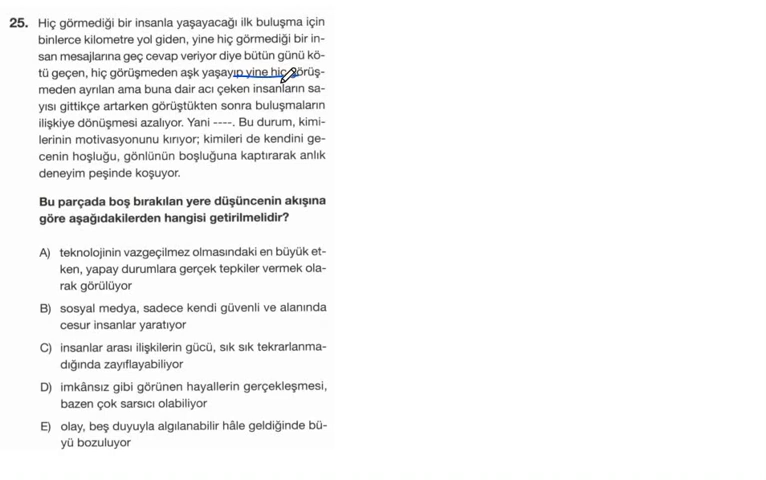 25. Hiç görmediği bir insanla yaşayacağı ilk buluşma için
binlerce kilometre yol giden, yine hiç görmediği bir in-
san mesajlarına geç cevap veriyor diye bütün günü kö-
tü geçen, hiç görüşmeden aşk yaşayıp yine hiç görüş-
meden ayrılan ama buna dair acı çeken insanların sa-
yısı gittikçe artarken görüştükten sonra buluşmaların
ilişkiye dönüşmesi azalıyor. Yani ----. Bu durum, kimi-
lerinin motivasyonunu kırıyor; kimileri de kendini ge-
cenin hoşluğu, gönlünün boşluğuna kaptırarak anlık
deneyim peşinde koşuyor.
Bu parçada boş bırakılan yere düşüncenin akışına
göre aşağıdakilerden hangisi getirilmelidir?
A) teknolojinin vazgeçilmez olmasındaki en büyük et-
ken, yapay durumlara gerçek tepkiler vermek ola-
rak görülüyor
B) sosyal medya, sadece kendi güvenli ve alanında
cesur insanlar yaratıyor
C) insanlar arası ilişkilerin gücü, sık sık tekrarlanma-
dığında zayıflayabiliyor
D) imkânsız gibi görünen hayallerin gerçekleşmesi,
bazen çok sarsıcı olabiliyor
E) olay, beş duyuyla algılanabilir hâle geldiğinde bü-
yü bozuluyor